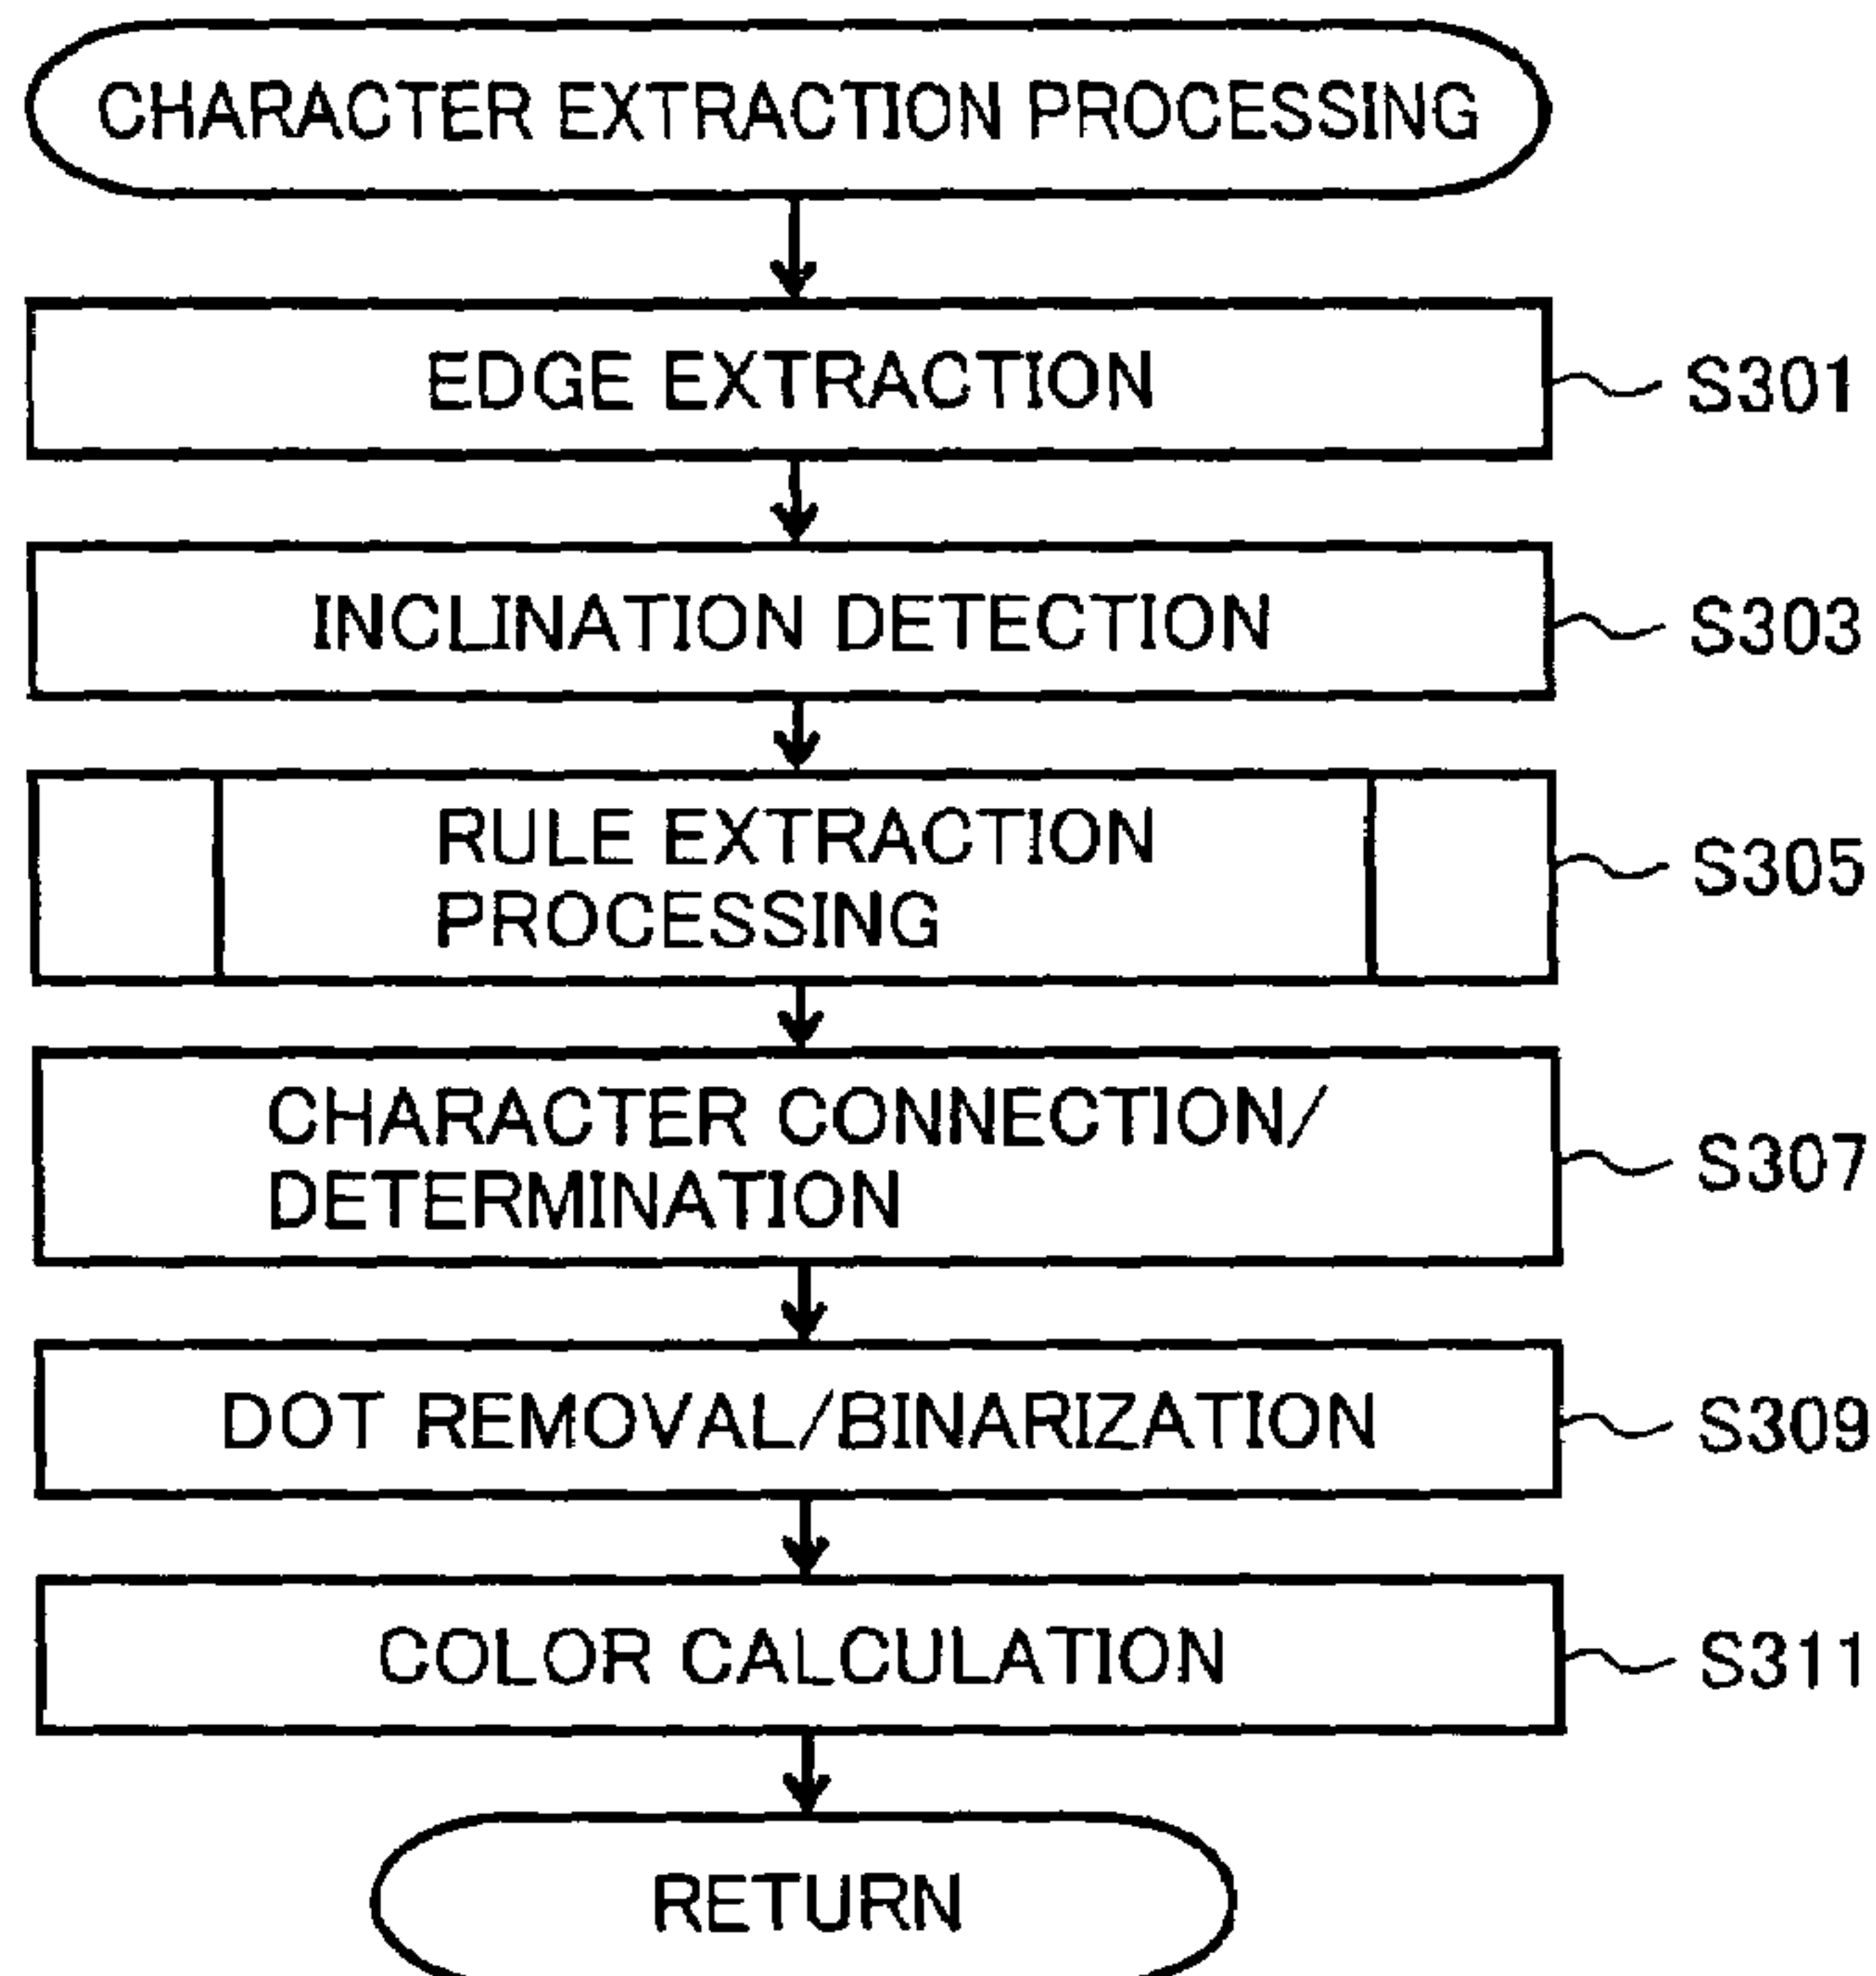 CHARACTER EXTRACTION PROCESSING
EDGE EXTRACTION
S301
INCLINATION DETECTION
S303
RULE EXTRACTION
PROCESSING
S305
CHARACTER CONNECTION/
DETERMINATION
S307
DOT REMOVAL/BINARIZATION
S309
COLOR CALCULATION
S311
RETURN